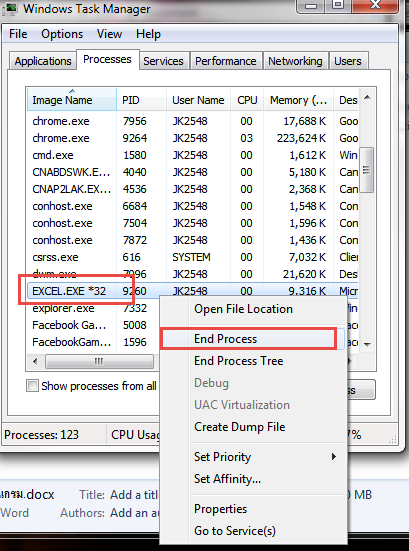 Windows Task Manager
File Options View Help
Applications Processes Services Performance Networking Users
Image Name PID User Name CPU Memory (... Des
chrome.exe 7956 JK2548 00 17,588 K Goo
chrome.exe 9264 JK2548 03 223,624 K Goo
cmd.exe 1580 JK2548 00 1,612 K Win
CNABDSWK.EX... 4040 JK2548 00 5,180 K Can
CNAP2LAK.EX... 4536 JK2548 00 2,368 K Can
conhost.exe 6684 JK2548 00 1,548 K Con
conhost.exe 7504 JK2548 00 1,596 K Con
conhost.exe 7872 JK2548 00 1,436 K Con
csrss.exe 616 SYSTEM 00 7,032 K Clie
dwm.exe 7096 JK2548 00 21,620 K Des
EXCEL.EXE *32 9260 JK2548 00 9,316 K Micr
explorer.exe 7332
Facebook Ga... 5008
FacebookGam... 1590
Open File Location
End Process
End Process Tree
Debug
UAC Virtualization
Create Dump File
Set Priority
Set Affinity...
Properties
Go to Service(s)
Show processes from all
ss
Processes: 123 CPU Usag 7%
แกรม.docx Title: Add a titl 0 MB
Word Authors: Add an au